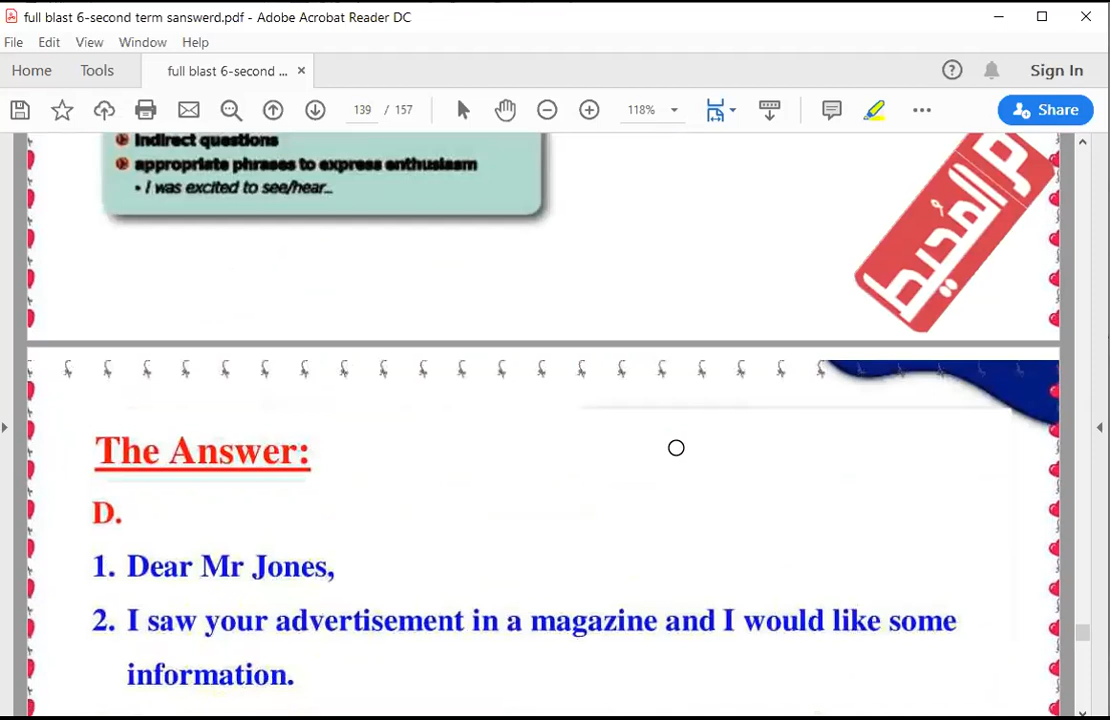 full blast 6-second term sanswerd.pdf - Adobe Acrobat Reader DC
File Edit View Window Help
Home Tools full blast 6-second ... × Sign In
139 / 157 118% Share
Indirect questions
appropriate phrases to express enthusiasm
• I was excited to see/hear...
م المُحيط
The Answer:
D.
1. Dear Mr Jones,
2. I saw your advertisement in a magazine and I would like some
information.